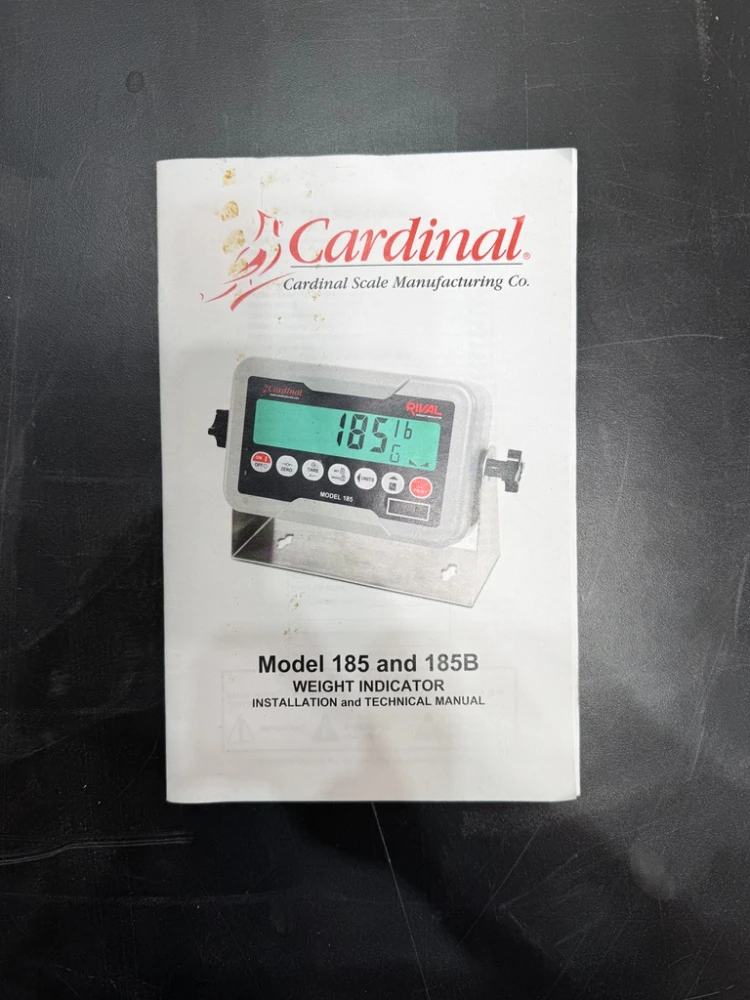 Cardinal®
Cardinal Scale Manufacturing Co.
Cardinal
RIVAL
185 lb
G
ON
OFF
ZERO
TARE
UNITS
MODEL 185
Model 185 and 185B
WEIGHT INDICATOR
INSTALLATION and TECHNICAL MANUAL